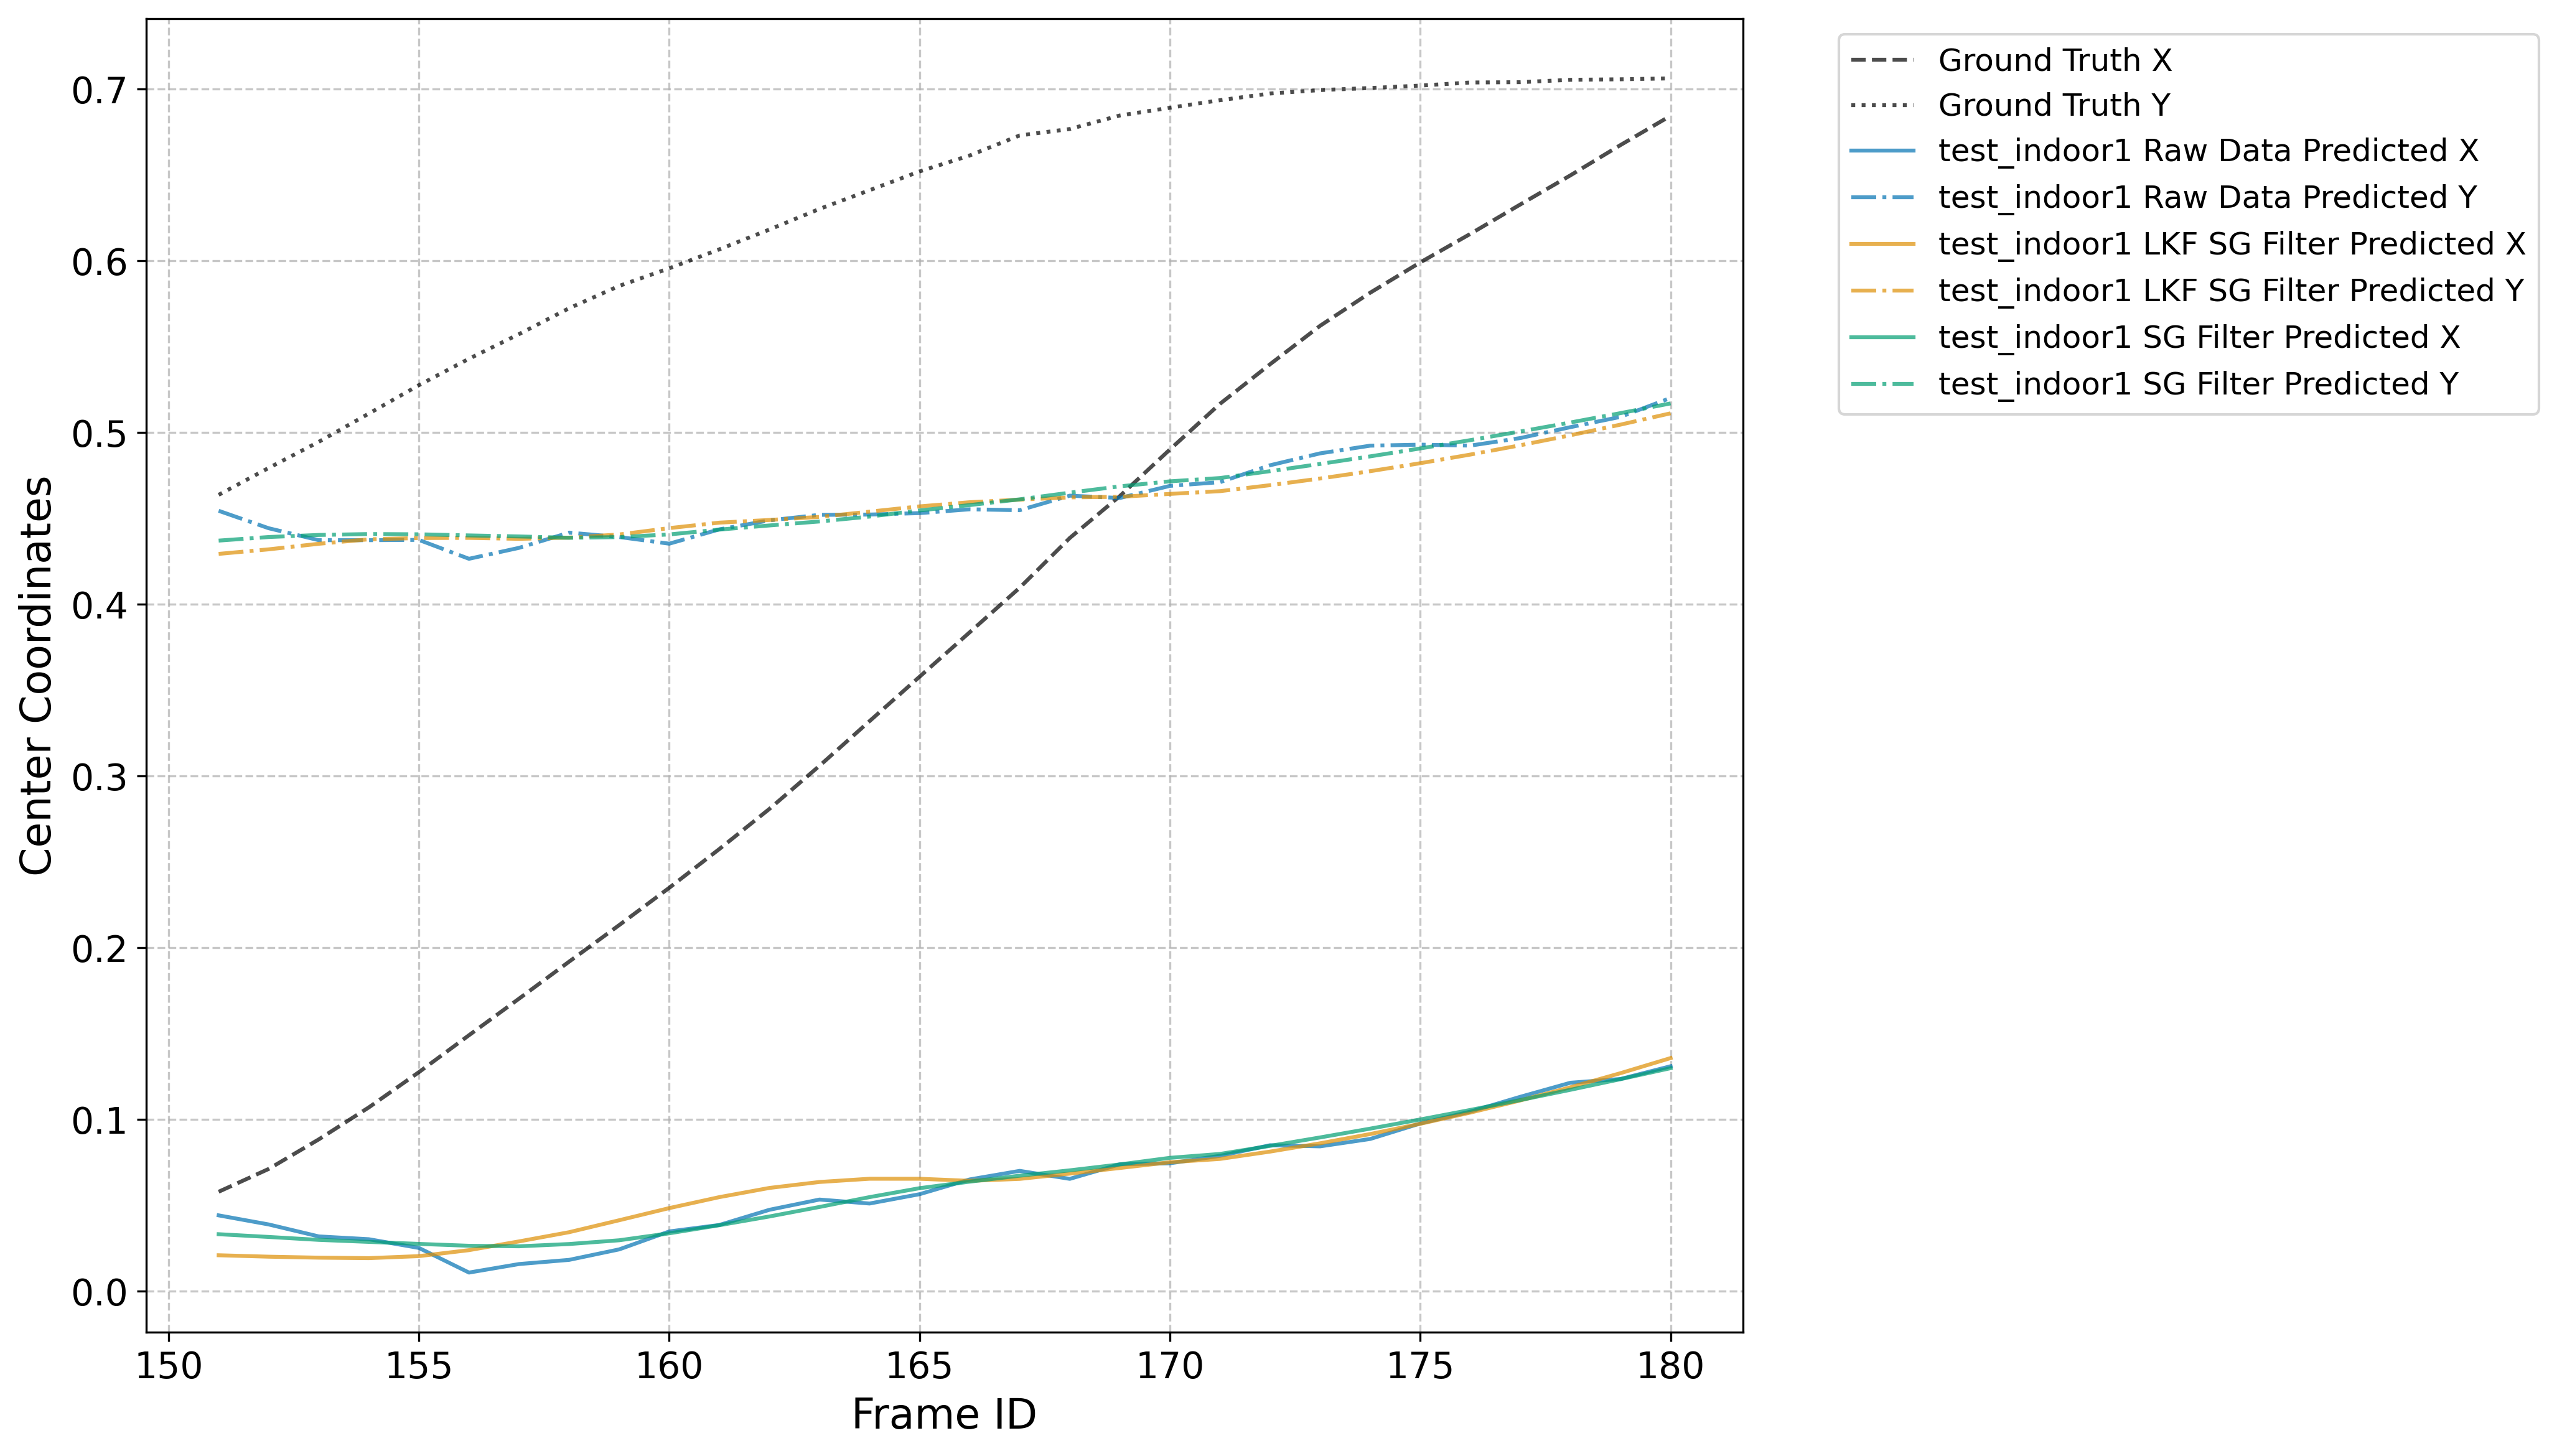 0.7
0.6
0.5
0.4
0.3
0.2
0.1
0.0
Center Coordinates
150 155 160 165 170 175 180
Frame ID
Ground Truth X
Ground Truth Y
test_indoor1 Raw Data Predicted X
test_indoor1 Raw Data Predicted Y
test_indoor1 LKF SG Filter Predicted X
test_indoor1 LKF SG Filter Predicted Y
test_indoor1 SG Filter Predicted X
test_indoor1 SG Filter Predicted Y